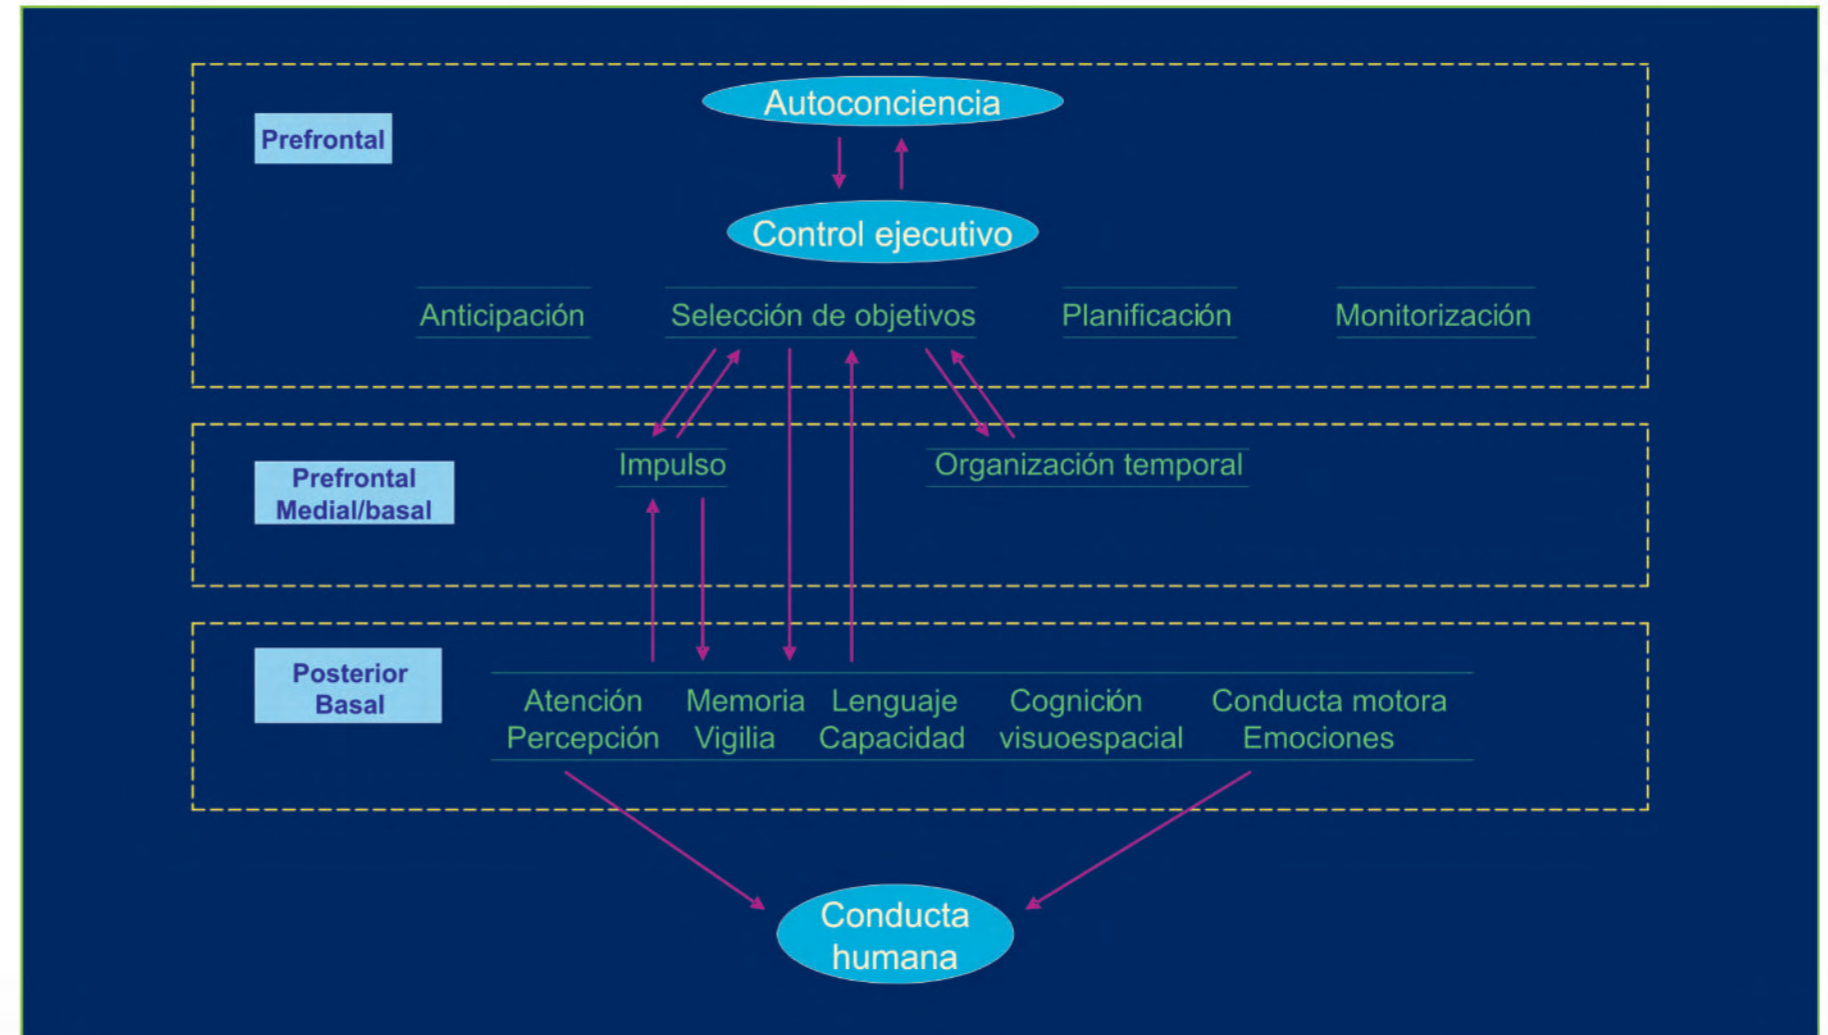 Autoconciencia
Prefrontal
Control ejecutivo
Anticipación
Selección de objetivos
Planificación
Monitorización
Impulso
Organización temporal
Prefrontal
Medial/basal
Posterior
Basal
Atención Memoria Lenguaje Cognición Conducta motora
Percepción Vigilia Capacidad visuoespacial Emociones
Conducta
humana